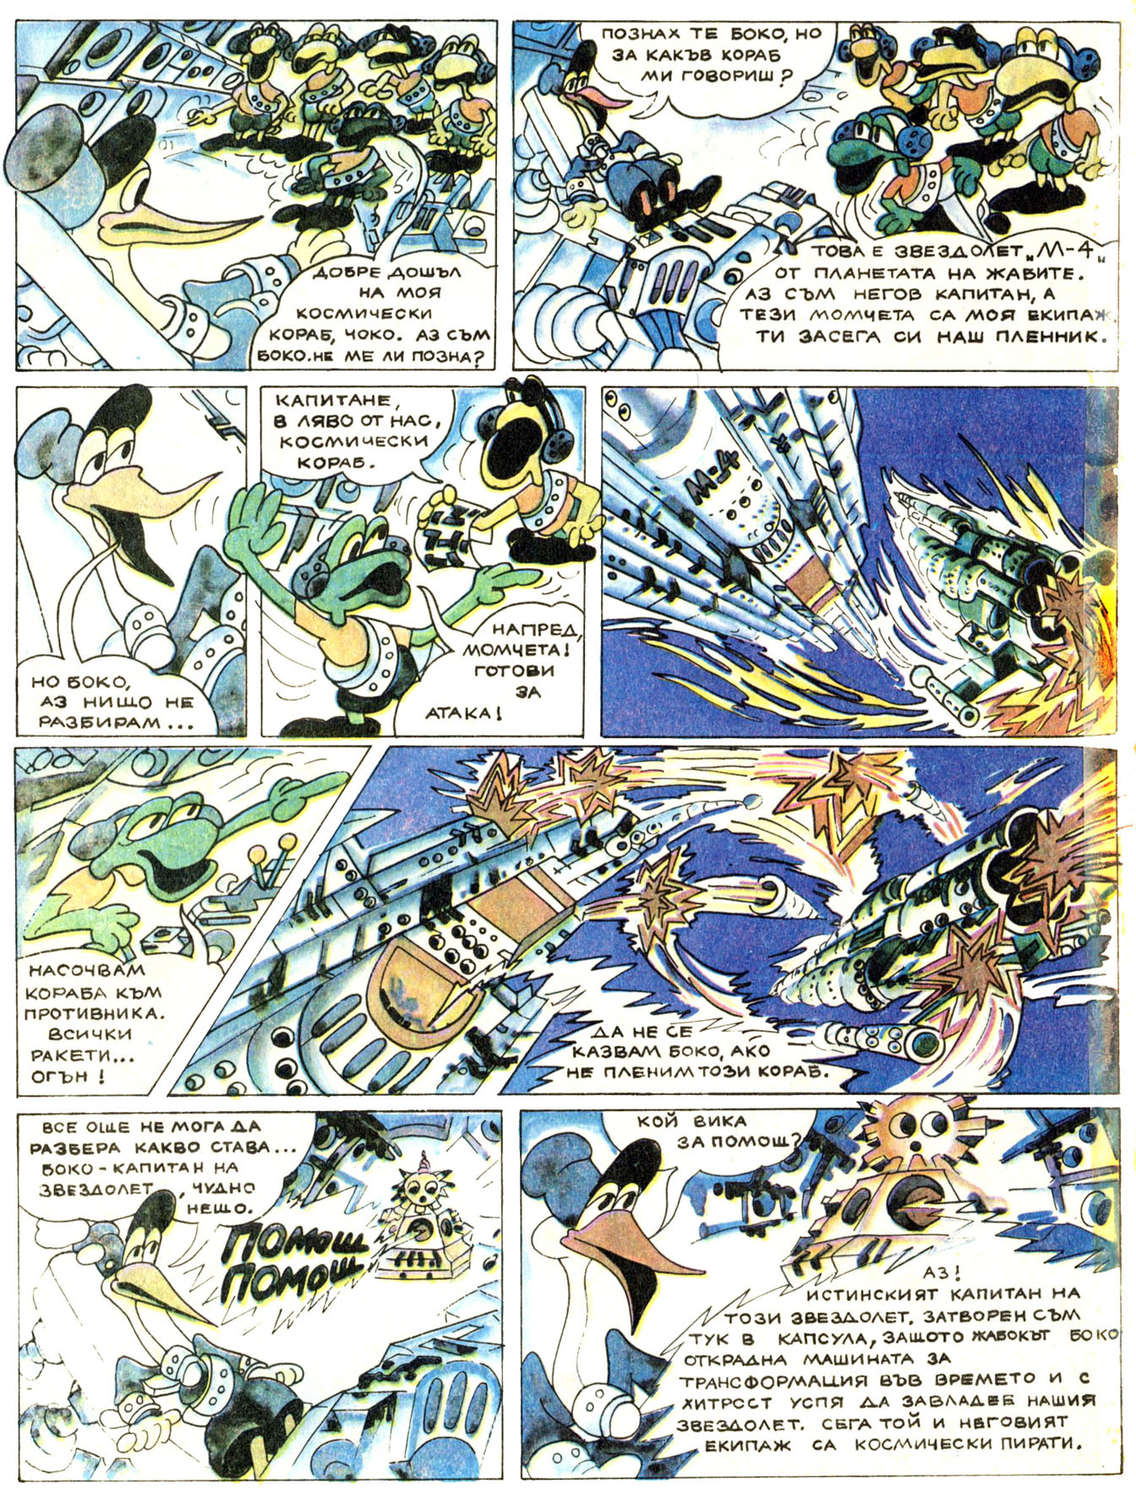 ДОБРЕ ДОШЪЛ
НА МОЯ
КОСМИЧЕСКИ
КОРАБ, ЧОКО. АЗ СЪМ
БОКО. НЕ МЕ ЛИ ПОЗНА?
ПОЗНАХ ТЕ БОКО, НО
ЗА КАКЪВ КОРАБ
МИ ГОВОРИШ?
ТОВА Е ЗВЕЗДОЛЕТ „М-4„
ОТ ПЛАНЕТАТА НА ЖАБИТЕ.
АЗ СЪМ НЕГОВ КАПИТАН, А
ТЕЗИ МОМЧЕТА СА МОЯ ЕКИПАЖ
ТИ ЗАСЕГА СИ НАШ ПЛЕННИК.
НО БОКО,
АЗ НИЩО НЕ
РАЗБИРАМ...
КАПИТАНЕ,
В ЛЯВО ОТ НАС,
КОСМИЧЕСКИ
КОРАБ.
НАПРЕД,
МОМЧЕТА!
ГОТОВИ
ЗА
АТАКА!
М-4
НАСОЧВАМ
КОРАБА КЪМ
ПРОТИВНИКА.
ВСИЧКИ
РАКЕТИ...
ОГЪН!
ДА НЕ СЕ
КАЗВАМ БОКО, АКО
НЕ ПЛЕНИМ ТОЗИ КОРАБ.
ВСЕ ОЩЕ НЕ МОГА ДА
РАЗБЕРА КАКВО СТАВА...
БОКО - КАПИТАН НА
ЗВЕЗДОЛЕТ, ЧУДНО
НЕЩО.
ПОМОЩ
ПОМОЩ
КОЙ ВИКА
ЗА ПОМОЩ?
АЗ!
ИСТИНСКИЯТ КАПИТАН НА
ТОЗИ ЗВЕЗДОЛЕТ. ЗАТВОРЕН СЪМ
ТУК В КАПСУЛА, ЗАЩОТО ЖАБОКЪТ БОКО
ОТКРАДНА МАШИНАТА ЗА
ТРАНСФОРМАЦИЯ ВЪВ ВРЕМЕТО И С
ХИТРОСТ УСПЯ ДА ЗАВЛАДЕЕ НАШИЯ
ЗВЕЗДОЛЕТ. СЕГА ТОЙ И НЕГОВИЯТ
ЕКИПАЖ СА КОСМИЧЕСКИ ПИРАТИ.